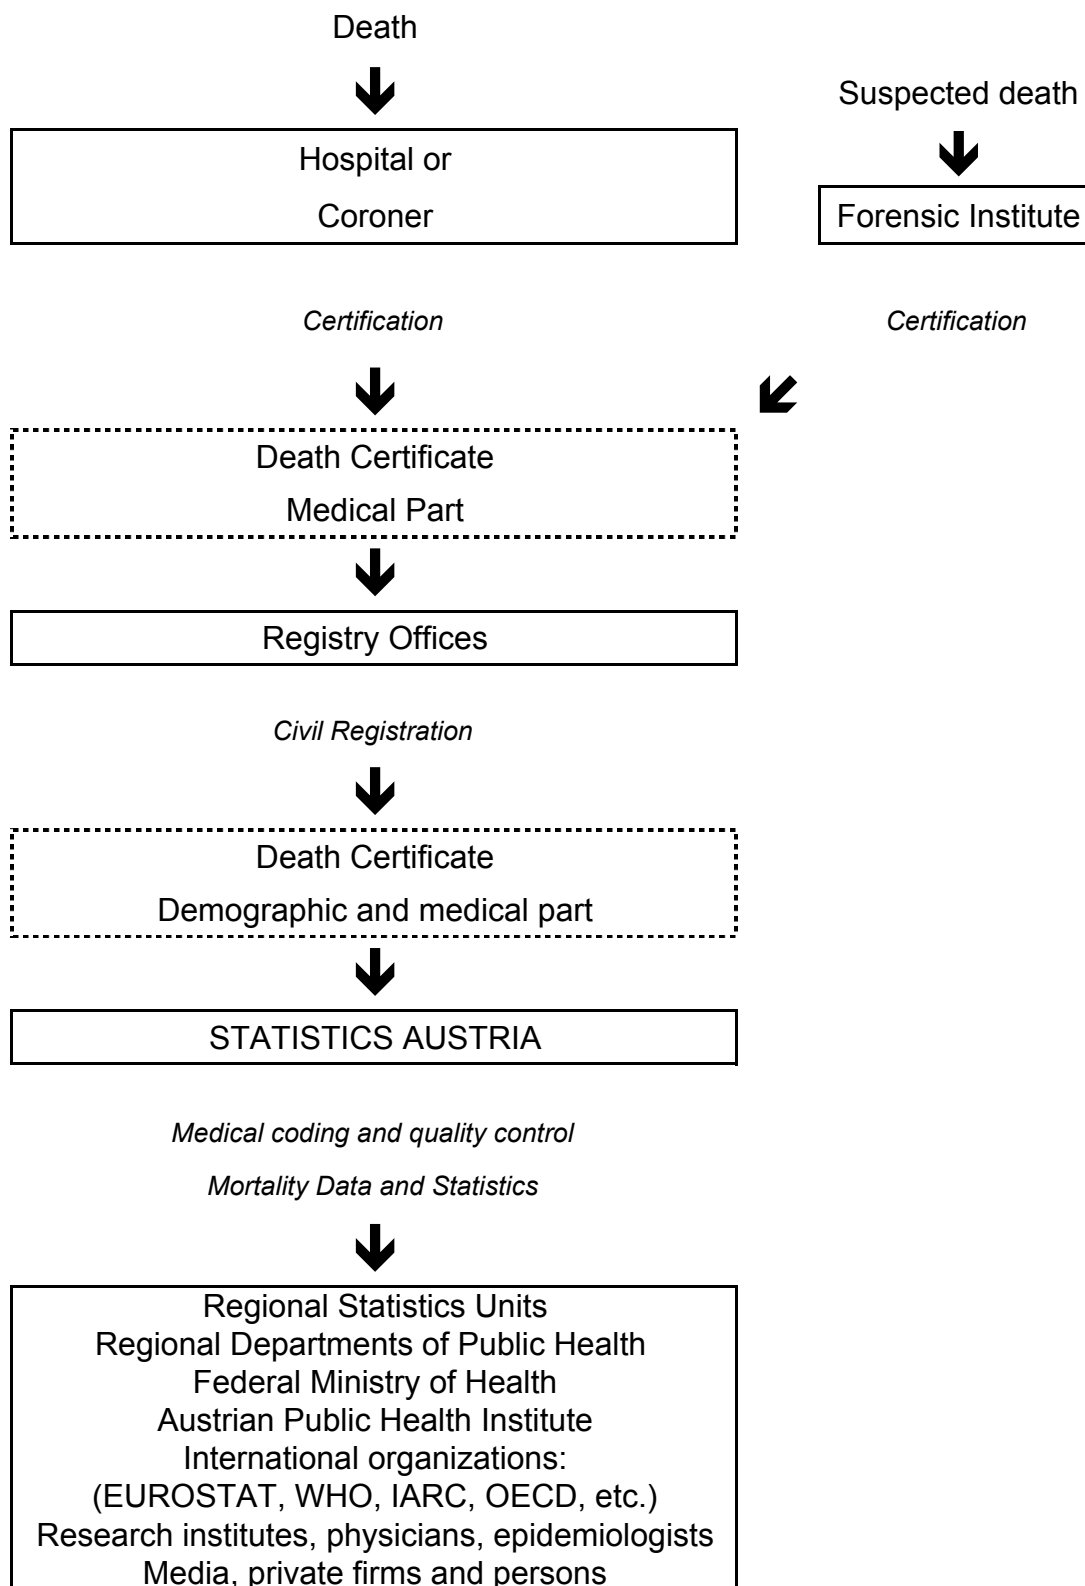 Death
Suspected death
Hospital or
Coroner
Forensic Institute
Certification
Certification
Death Certificate
Medical Part
Registry Offices
Civil Registration
Death Certificate
Demographic and medical part
STATISTICS AUSTRIA
Medical coding and quality control
Mortality Data and Statistics
Regional Statistics Units
Regional Departments of Public Health
Federal Ministry of Health
Austrian Public Health Institute
International organizations:
(EUROSTAT, WHO, IARC, OECD, etc.)
Research institutes, physicians, epidemiologists
Media, private firms and persons